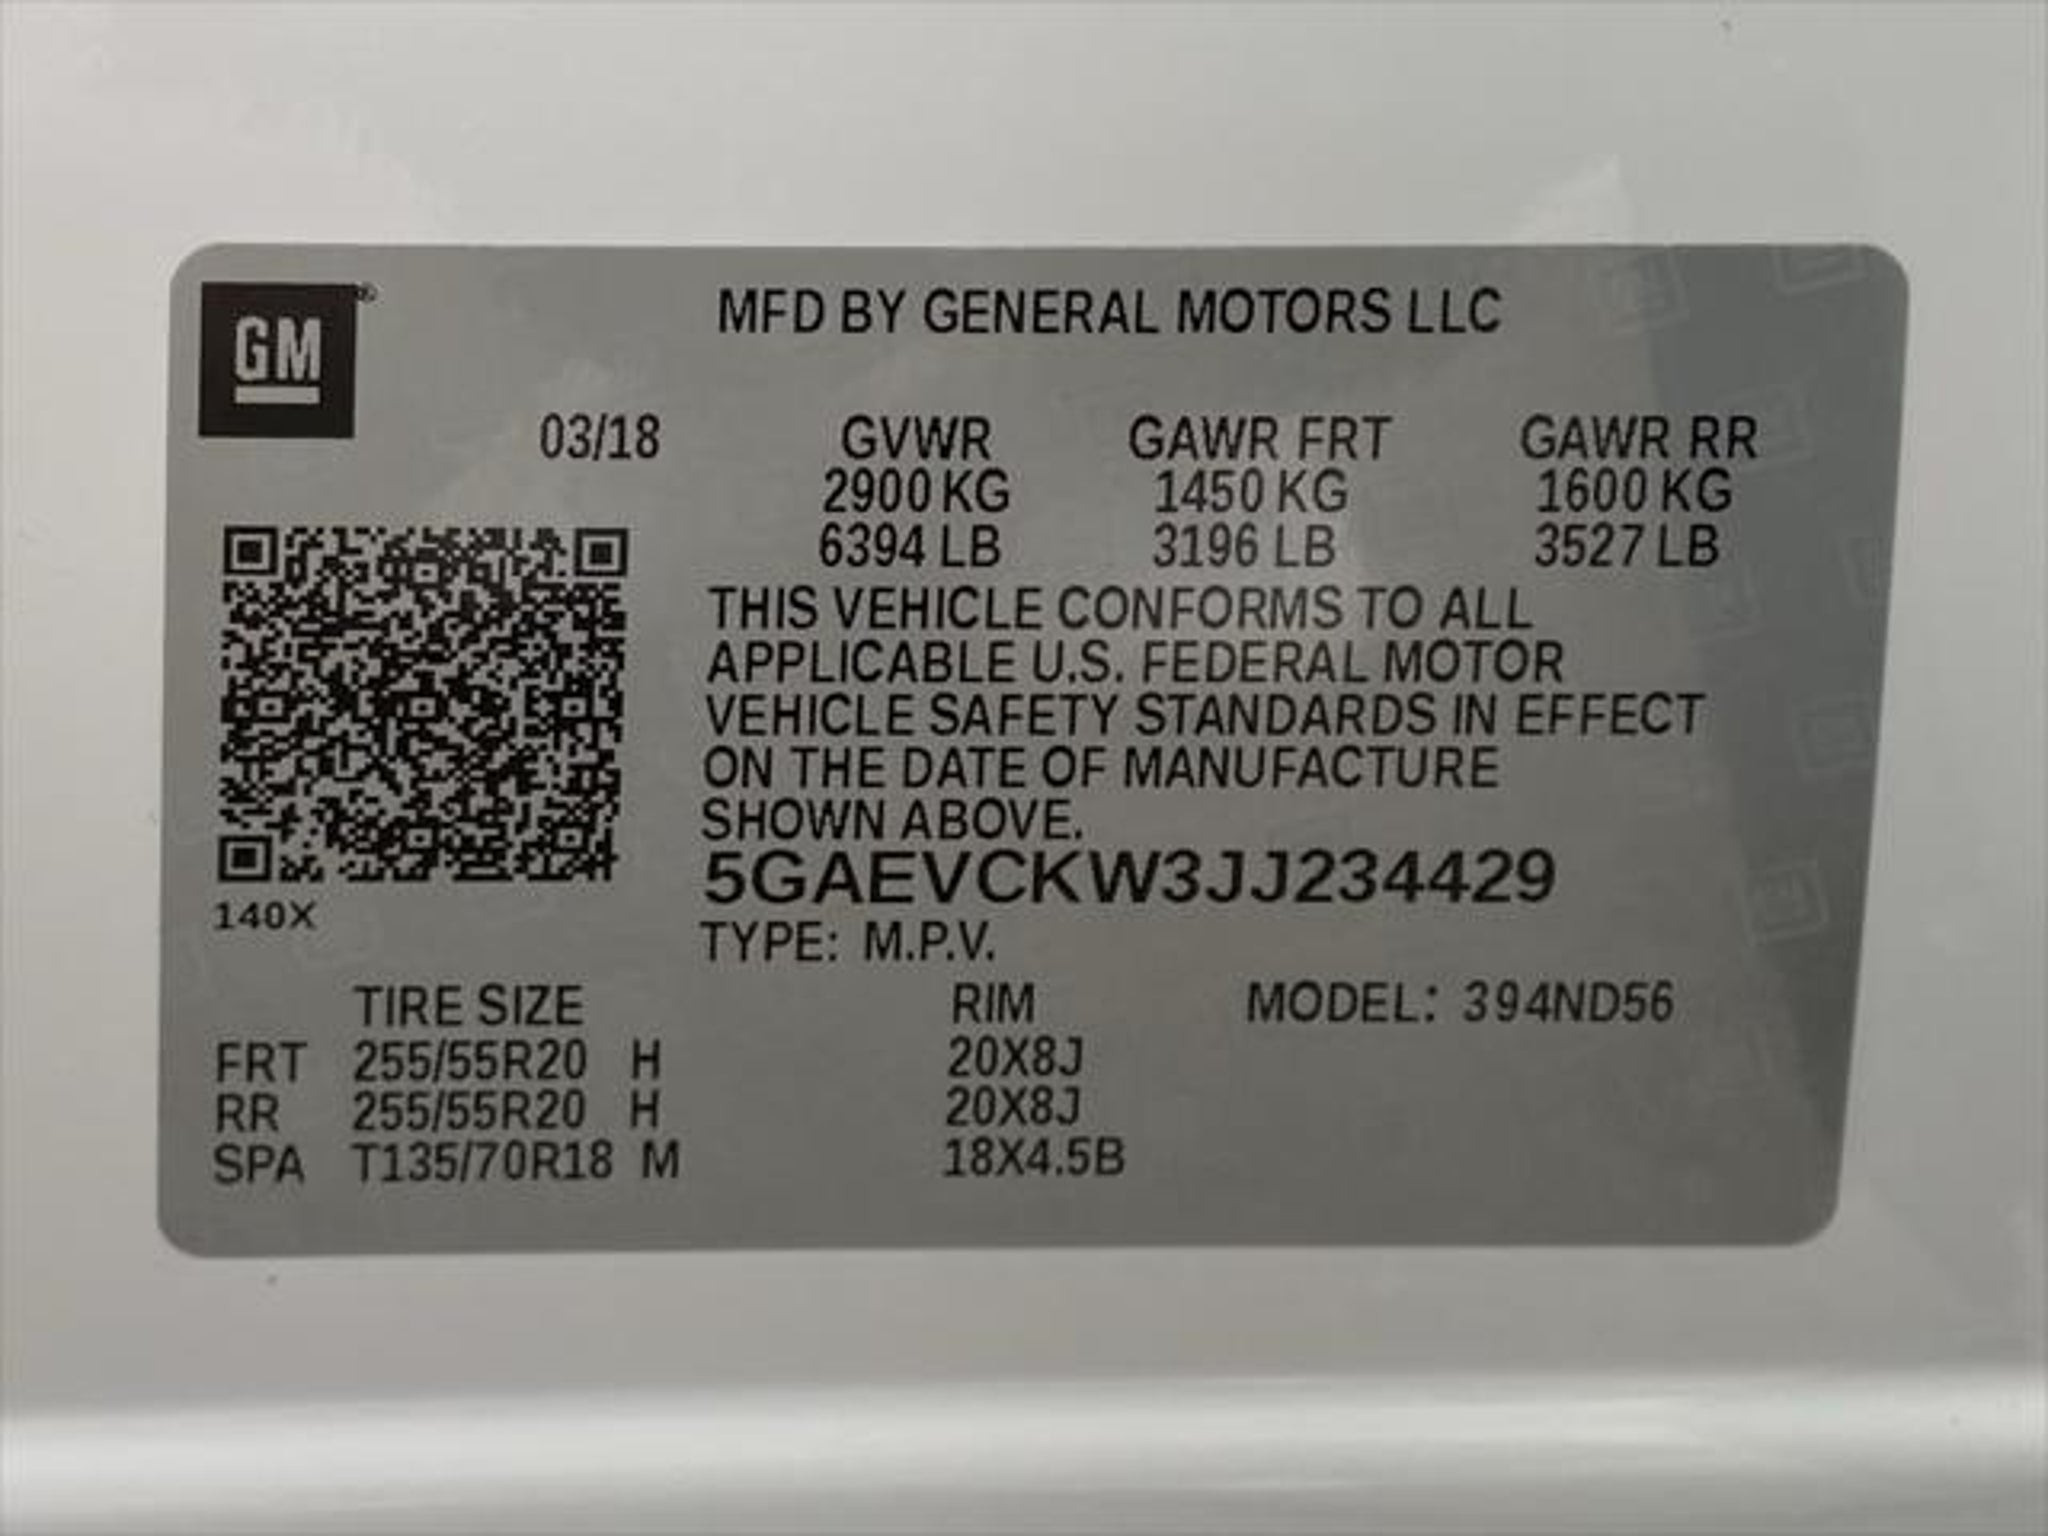 GM®
MFD BY GENERAL MOTORS LLC
03/18 GVWR GAWR FRT GAWR RR
2900 KG 1450 KG 1600 KG
6394 LB 3196 LB 3527 LB
THIS VEHICLE CONFORMS TO ALL
APPLICABLE U.S. FEDERAL MOTOR
VEHICLE SAFETY STANDARDS IN EFFECT
ON THE DATE OF MANUFACTURE
SHOWN ABOVE.
5GAEVCKW3JJ234429
140X
TYPE: M.P.V.
TIRE SIZE RIM MODEL: 394ND56
FRT 255/55R20 H 20X8J
RR 255/55R20 H 20X8J
SPA T135/70R18 M 18X4.5B